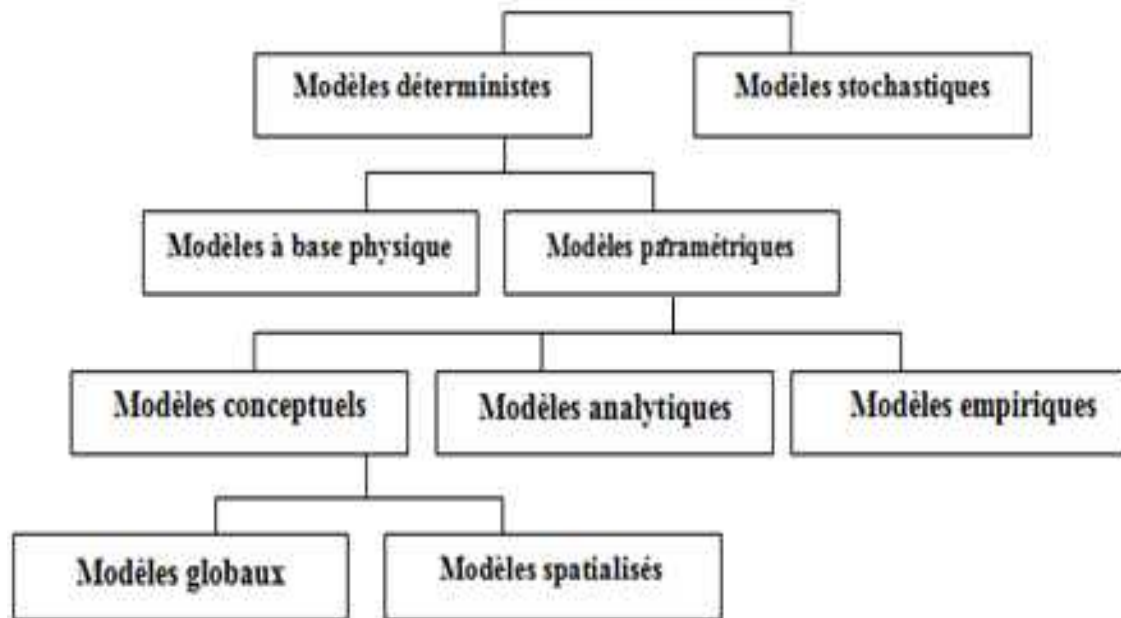 Modèles déterministes
Modèles stochastiques
Modèles à base physique
Modèles paramétriques
Modèles conceptuels
Modèles analytiques
Modèles empiriques
Modèles globaux
Modèles spatialisés